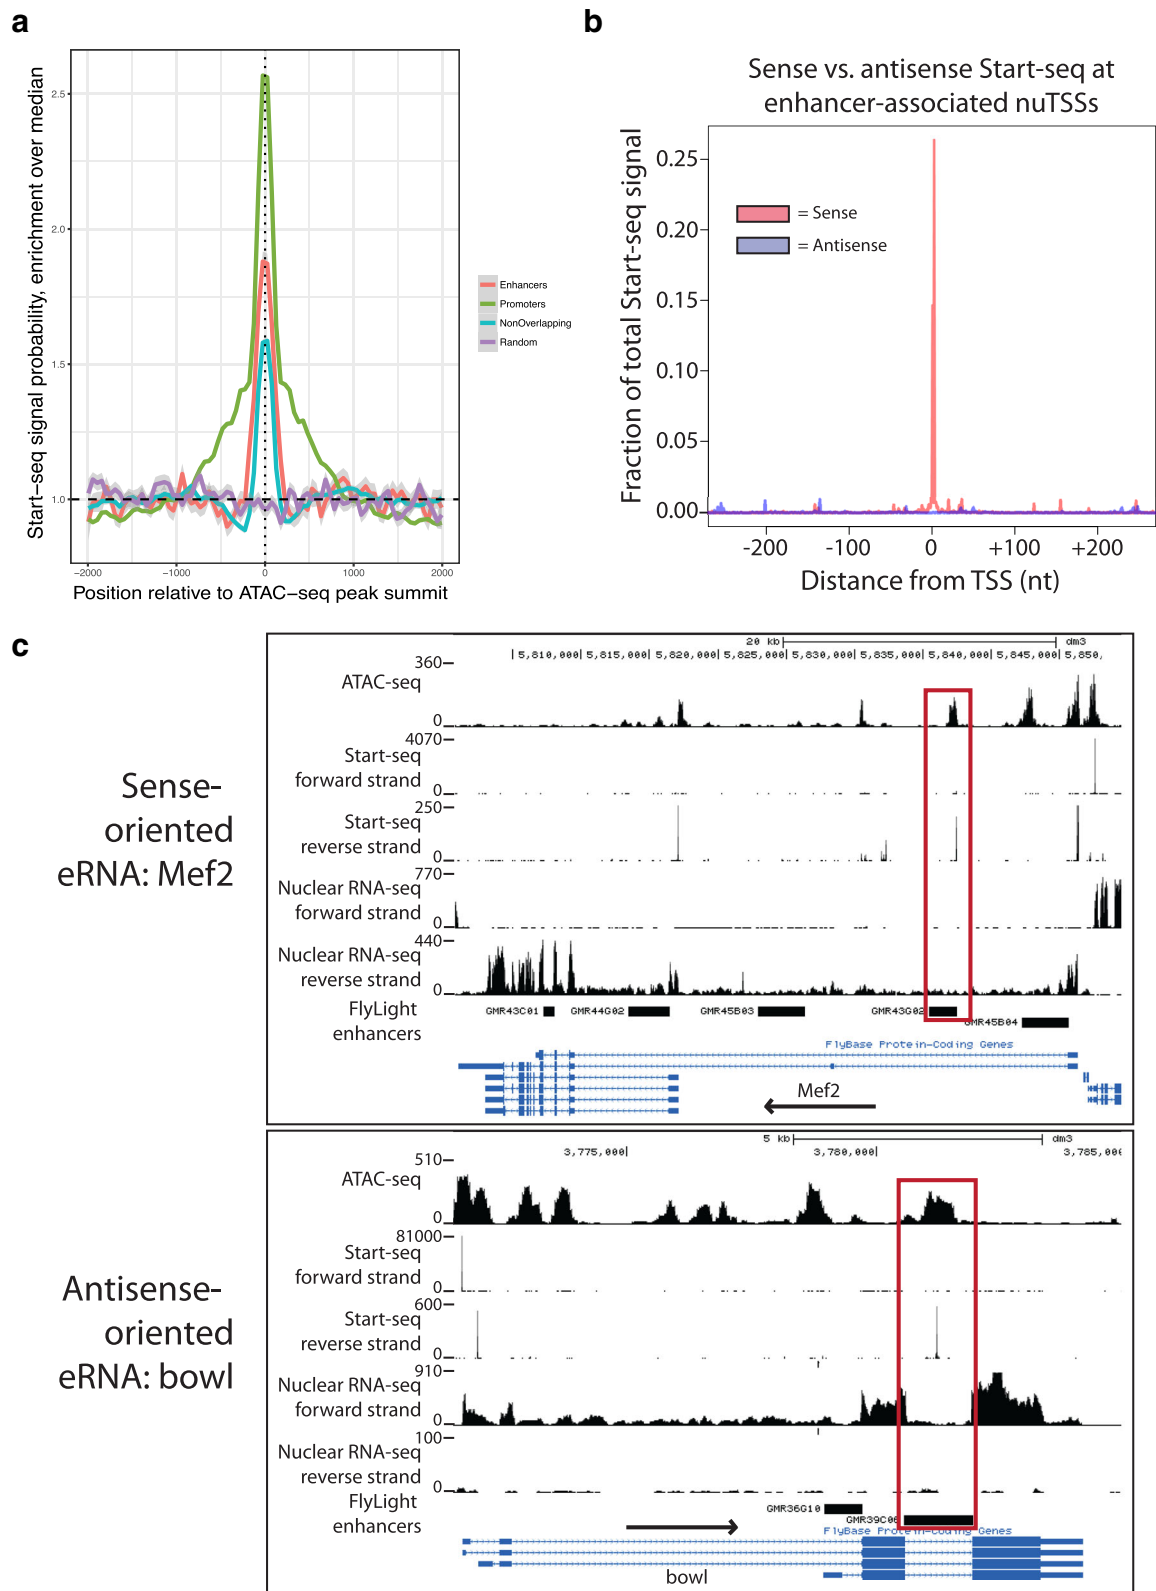 a
Start−seq signal probability, enrichment over median
2.5
2.0
1.5
1.0
−2000
−1000
0
1000
2000
Position relative to ATAC−seq peak summit
Enhancers
Promoters
NonOverlapping
Random
b
Sense vs. antisense Start-seq at
enhancer-associated nuTSSs
Fraction of total Start-seq signal
0.25
0.20
0.15
0.10
0.05
0.00
= Sense
= Antisense
-200
-100
0
+100
+200
Distance from TSS (nt)
c
Sense-
oriented
eRNA: Mef2
20 kb
dm3
5,810,000
5,815,000
5,820,000
5,825,000
5,830,000
5,835,000
5,840,000
5,845,000
5,850,
360
ATAC-seq
0
4070
Start-seq
forward strand
0
250
Start-seq
reverse strand
0
770
Nuclear RNA-seq
forward strand
0
440
Nuclear RNA-seq
reverse strand
0
FlyLight
enhancers
GMR43C01
GMR44G02
GMR45B03
GMR43G02
GMR45B04
FlyBase Protein-Coding Genes
Mef2
Antisense-
oriented
eRNA: bowl
5 kb
dm3
3,775,000
3,780,000
3,785,000
510
ATAC-seq
0
81000
Start-seq
forward strand
0
600
Start-seq
reverse strand
0
910
Nuclear RNA-seq
forward strand
0
100
Nuclear RNA-seq
reverse strand
0
FlyLight
enhancers
GMR36G10
FlyBase Protein-Coding Genes
bowl